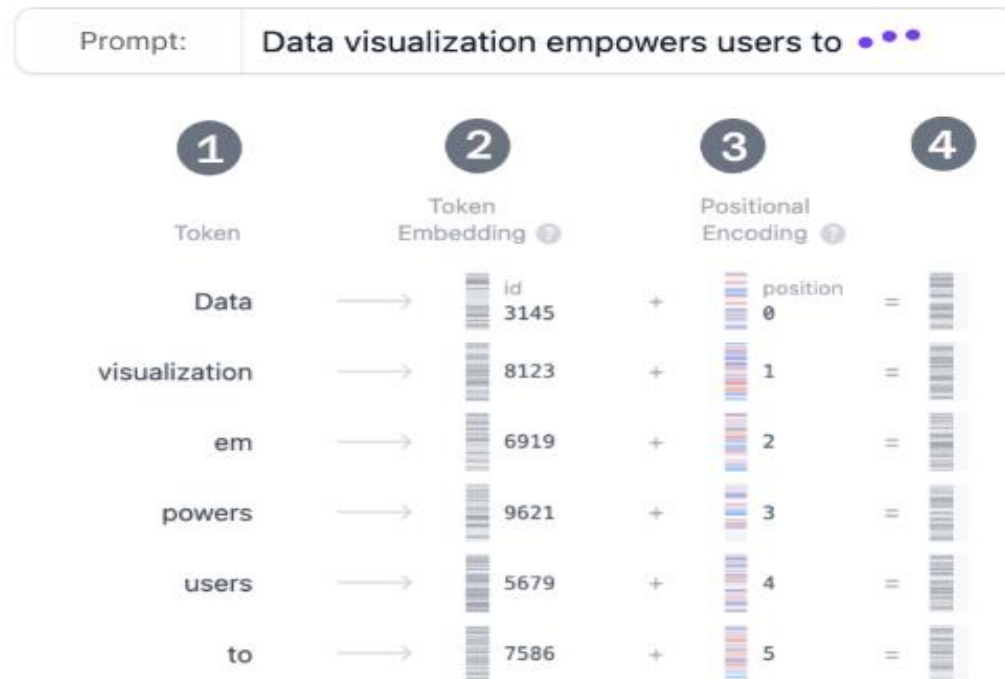 Prompt: Data visualization empowers users to
1 2 3 4
Token Token Embedding ? Positional Encoding ?
Data id 3145 + position 0 =
visualization 8123 + 1 =
em 6919 + 2 =
powers 9621 + 3 =
users 5679 + 4 =
to 7586 + 5 =